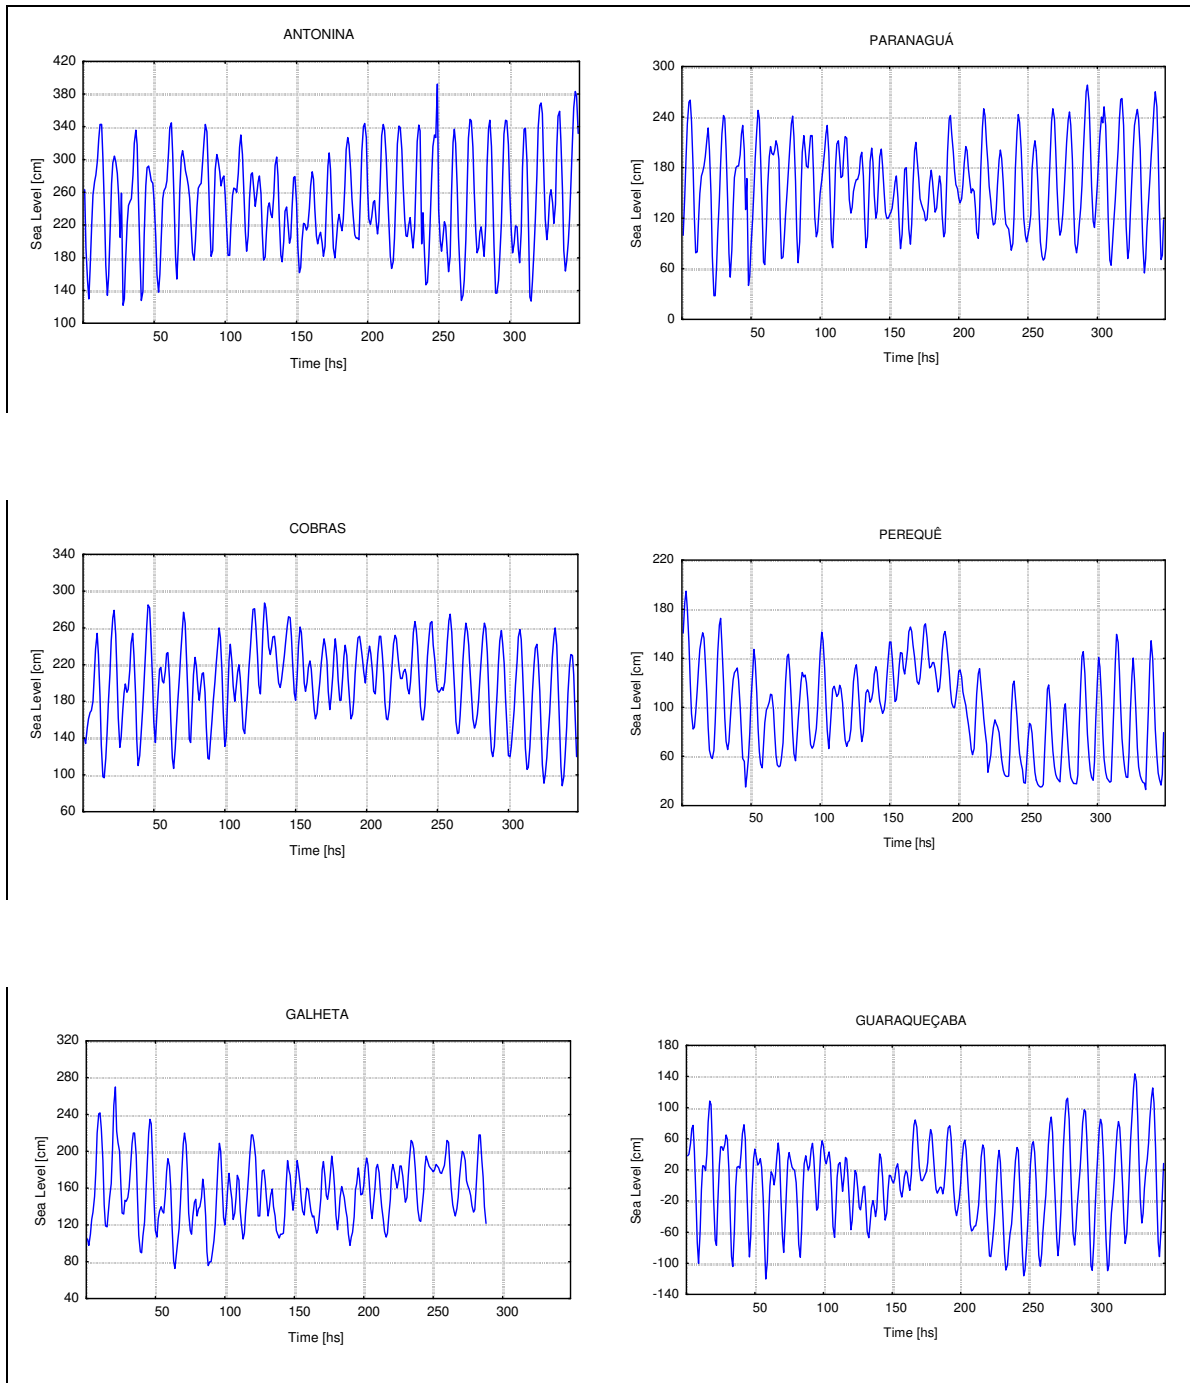 ANTONINA
420
380
340
300
260
220
180
140
100
Sea Level [cm]
50 100 150 200 250 300
Time [hs]
PARANAGUÁ
300
240
180
120
60
0
Sea Level [cm]
50 100 150 200 250 300
Time [hs]
COBRAS
340
300
260
220
180
140
100
60
Sea Level [cm]
50 100 150 200 250 300
Time [hs]
PEREQUÊ
220
180
140
100
60
20
Sea Level [cm]
50 100 150 200 250 300
Time [hs]
GALHETA
320
280
240
200
160
120
80
40
Sea Level [cm]
50 100 150 200 250 300
Time [hs]
GUARAQUEÇABA
180
140
100
60
20
-20
-60
-100
-140
Sea Level [cm]
50 100 150 200 250 300
Time [hs]